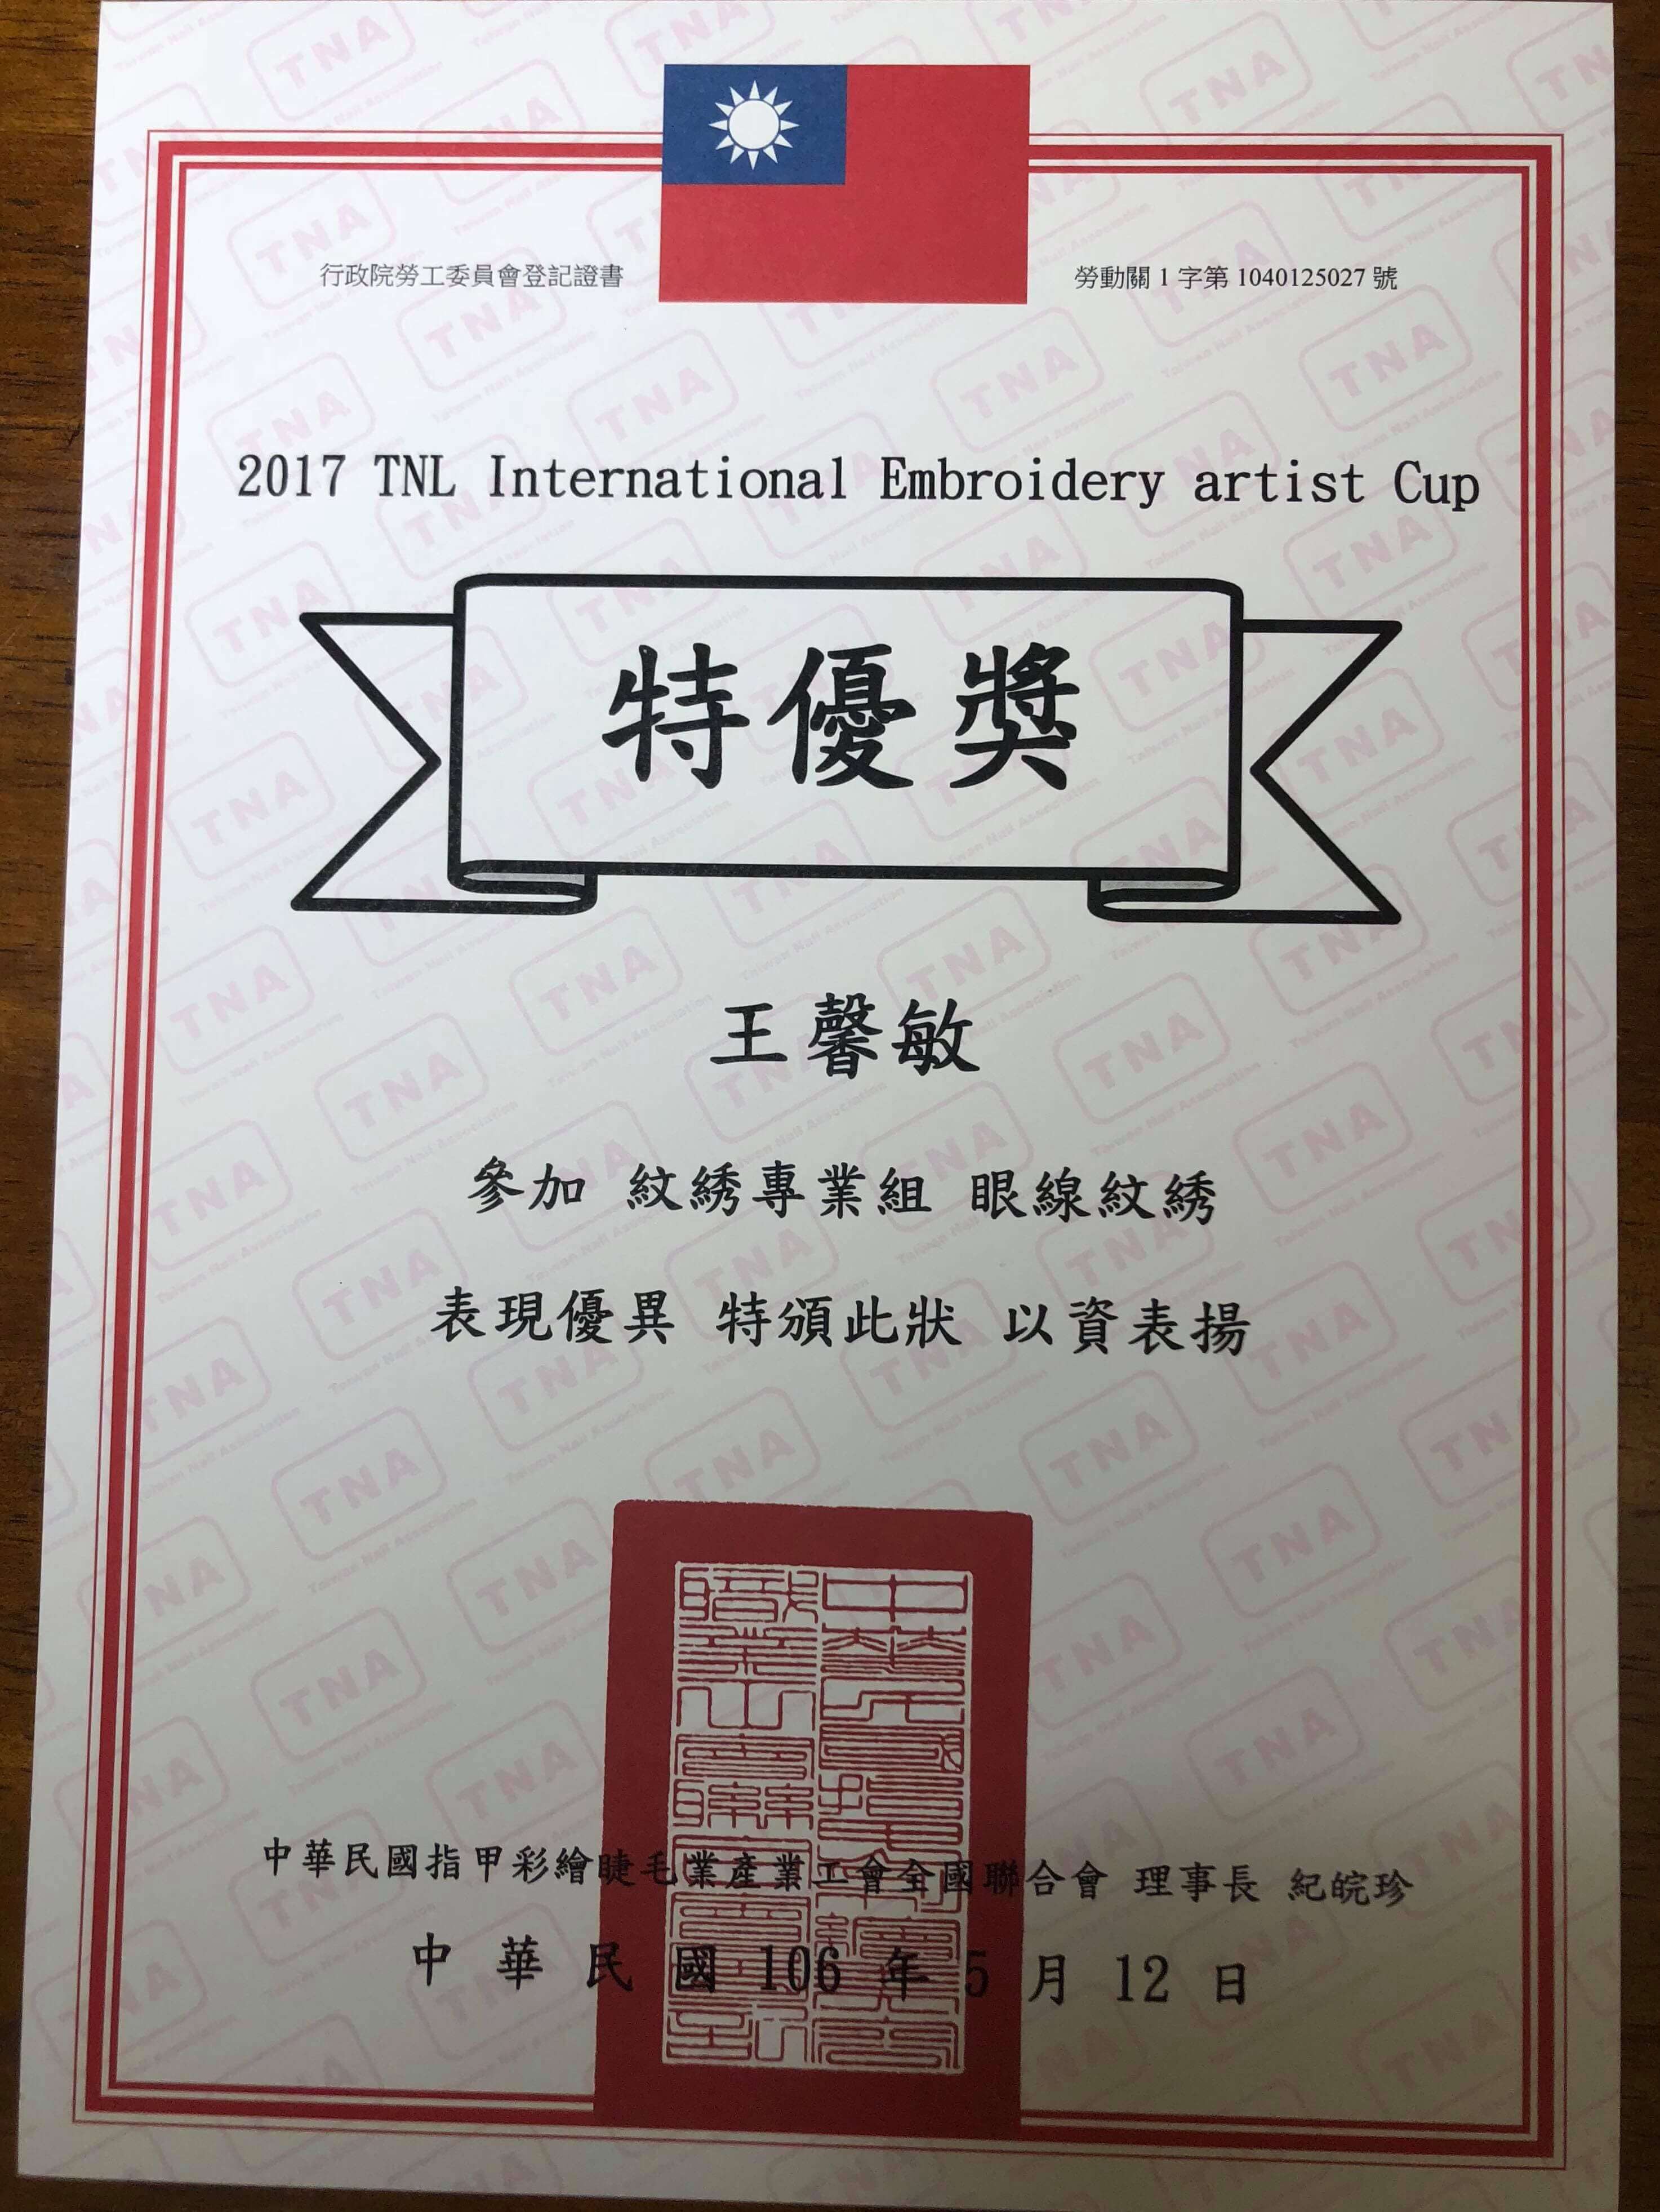 行政院勞工委員會登記證書
勞動關 1 字第 1040125027 號
2017 TNL International Embroidery artist Cup
特優獎
王馨敏
參加 紋綉專業組 眼線紋綉
表現優異 特頒此狀 以資表揚
中華民國指甲彩繪睫毛業產業工會全國聯合會 理事長 紀皖珍
中華民國 106 年 5 月 12 日
TNA
Taiwan Nail Association